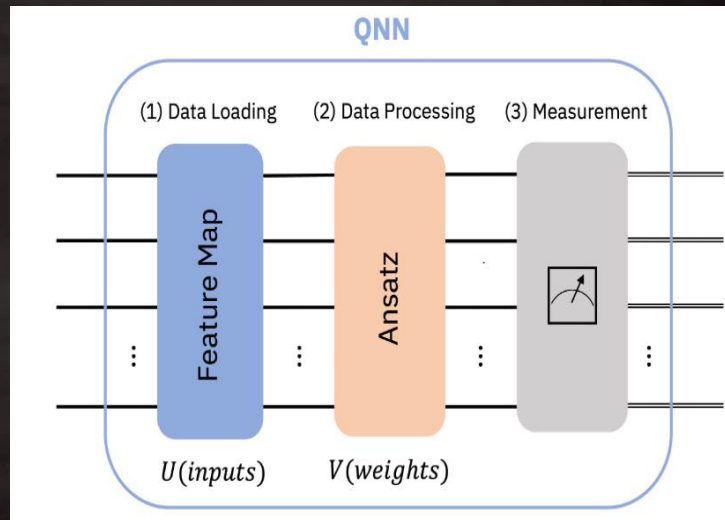 QNN
(1) Data Loading
(2) Data Processing
(3) Measurement
Feature Map
Ansatz
U(inputs)
V(weights)